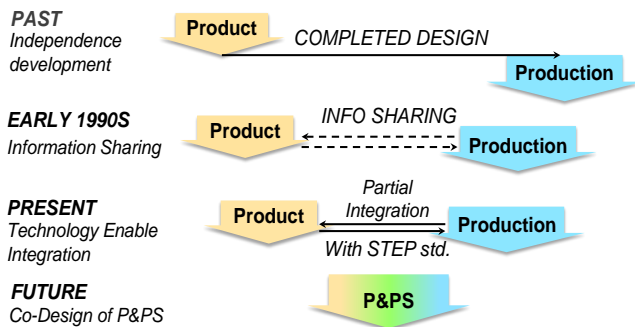 PAST
Independence
development
Product
COMPLETED DESIGN
Production
EARLY 1990S
Information Sharing
Product
INFO SHARING
Production
PRESENT
Technology Enable
Integration
Product
Partial
Integration
With STEP std.
Production
FUTURE
Co-Design of P&PS
P&PS